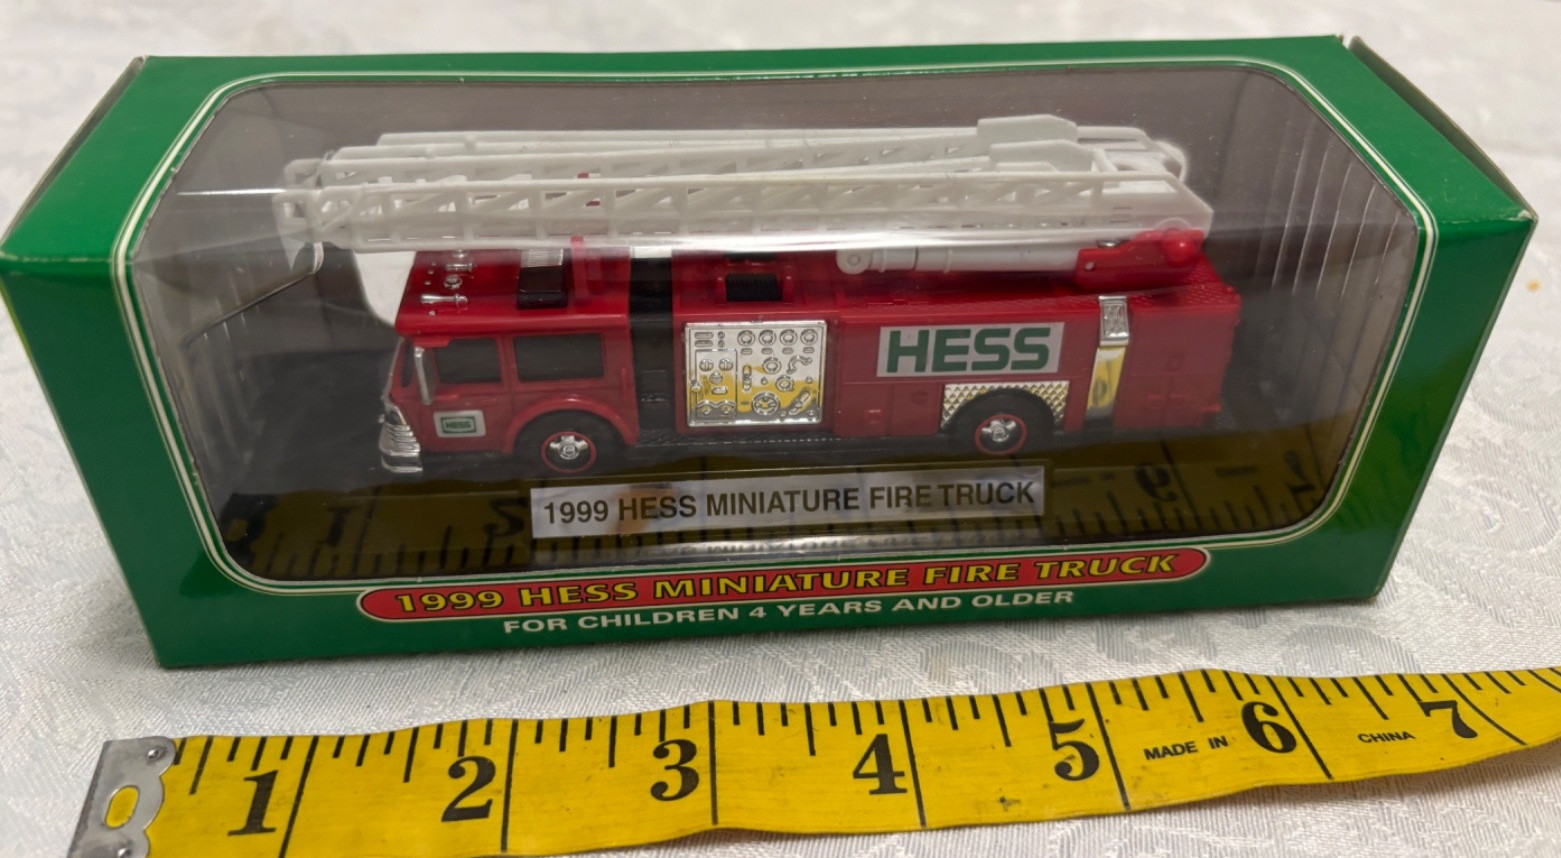 HESS
HESS
1999 HESS MINIATURE FIRE TRUCK
1999 HESS MINIATURE FIRE TRUCK
FOR CHILDREN 4 YEARS AND OLDER
1 2 3 4 5 MADE IN 6 CHINA 7